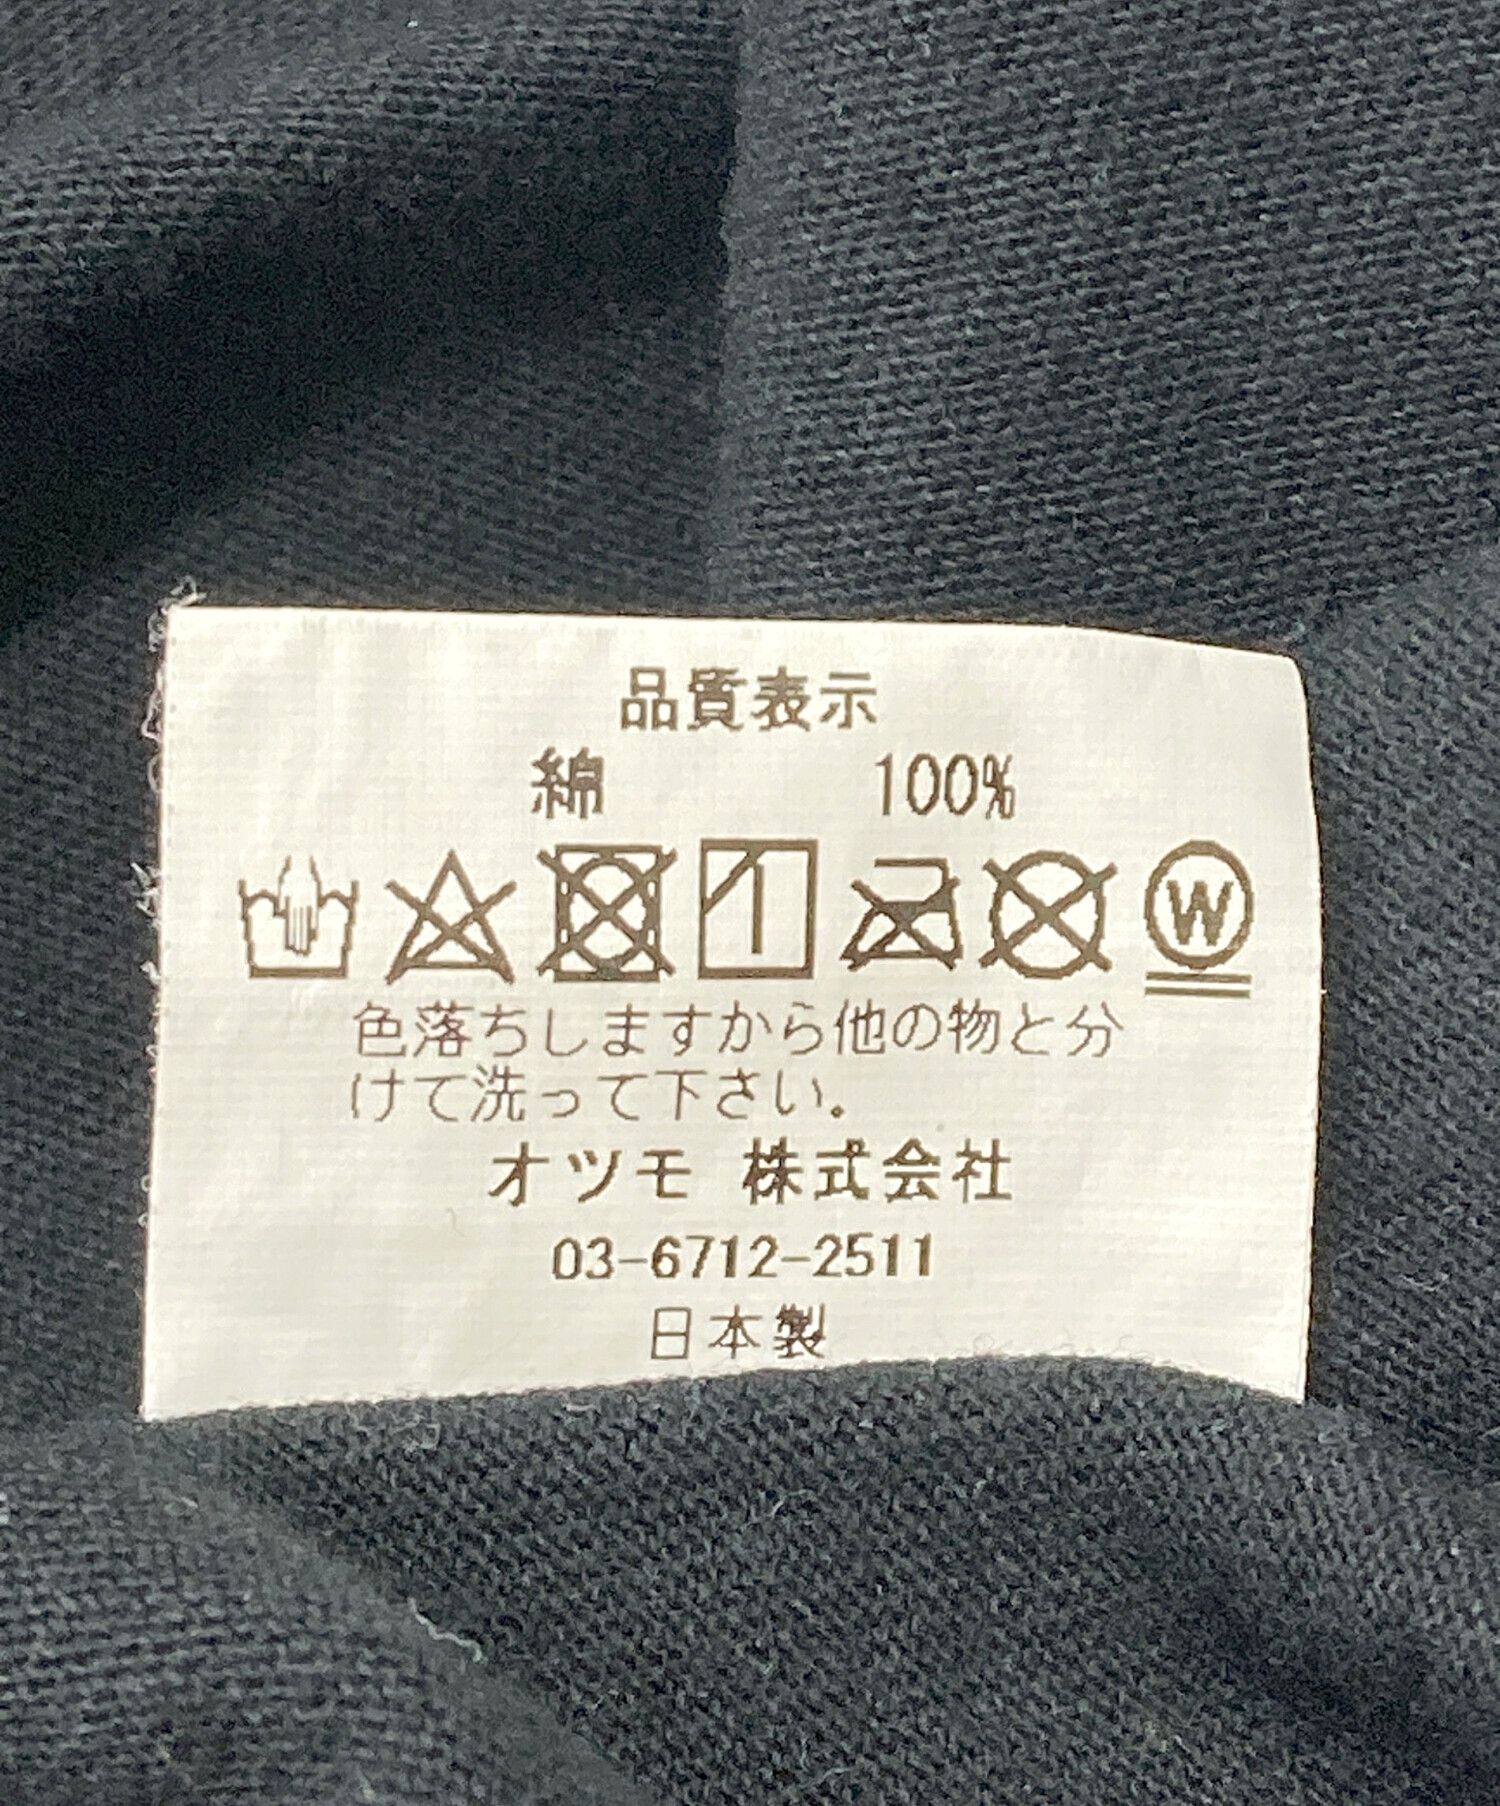 品質表示
綿 100%
W
色落ちしますから他の物と分
けて洗って下さい。
オツモ 株式会社
03-6712-2511
日本製